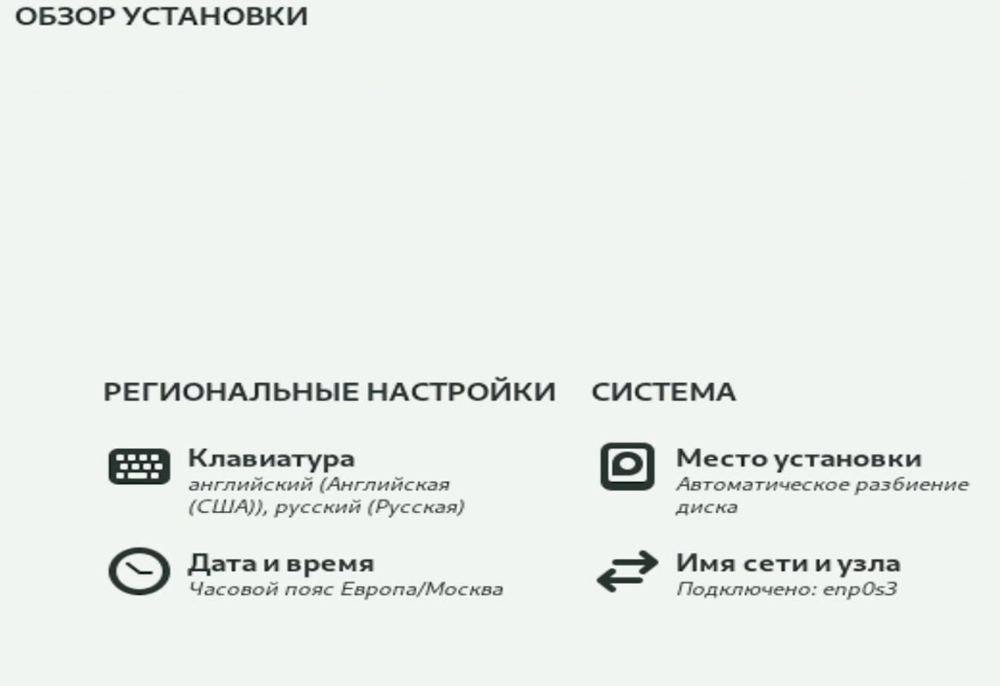 ОБЗОР УСТАНОВКИ
РЕГИОНАЛЬНЫЕ НАСТРОЙКИ
Клавиатура
английский (Английская
(США)), русский (Русская)
Дата и время
Часовой пояс Европа/Москва
СИСТЕМА
Место установки
Автоматическое разбиение
диска
Имя сети и узла
Подключено: enp0s3